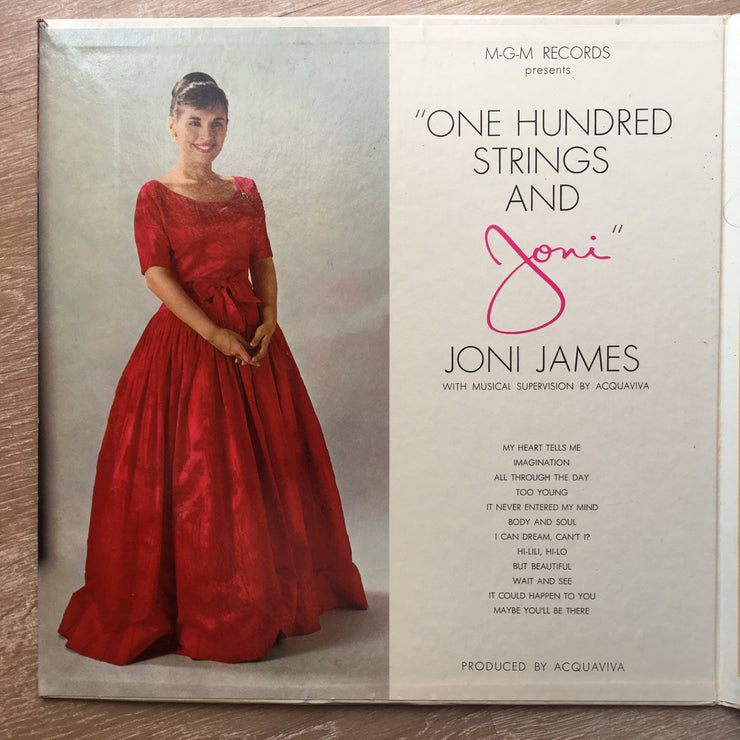 M-G-M RECORDS
presents
"ONE HUNDRED
STRINGS
AND
Joni"
JONI JAMES
WITH MUSICAL SUPERVISION BY ACQUAVIVA
MY HEART TELLS ME
IMAGINATION
ALL THROUGH THE DAY
TOO YOUNG
IT NEVER ENTERED MY MIND
BODY AND SOUL
I CAN DREAM, CAN'T I?
HI-LILI, HI-LO
BUT BEAUTIFUL
WAIT AND SEE
IT COULD HAPPEN TO YOU
MAYBE YOU'LL BE THERE
PRODUCED BY ACQUAVIVA